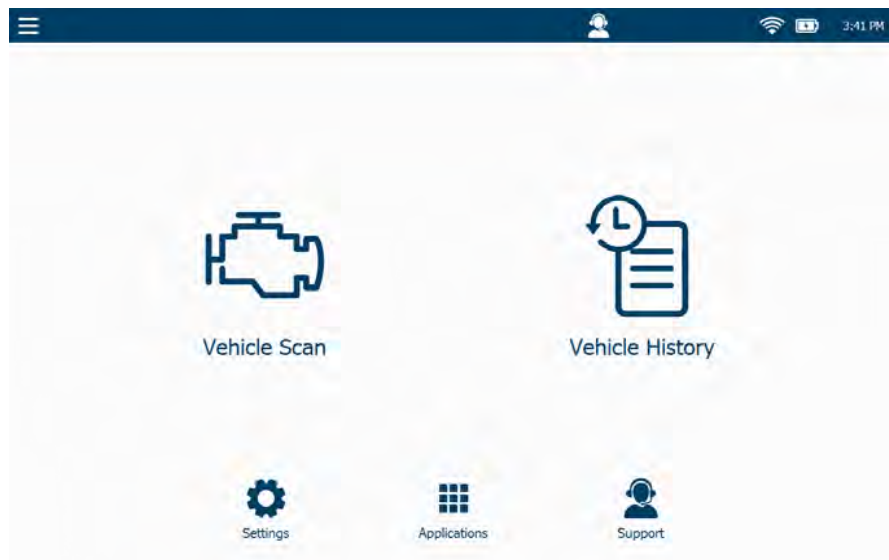 3:41 PM
Vehicle Scan
Vehicle History
Settings
Applications
Support